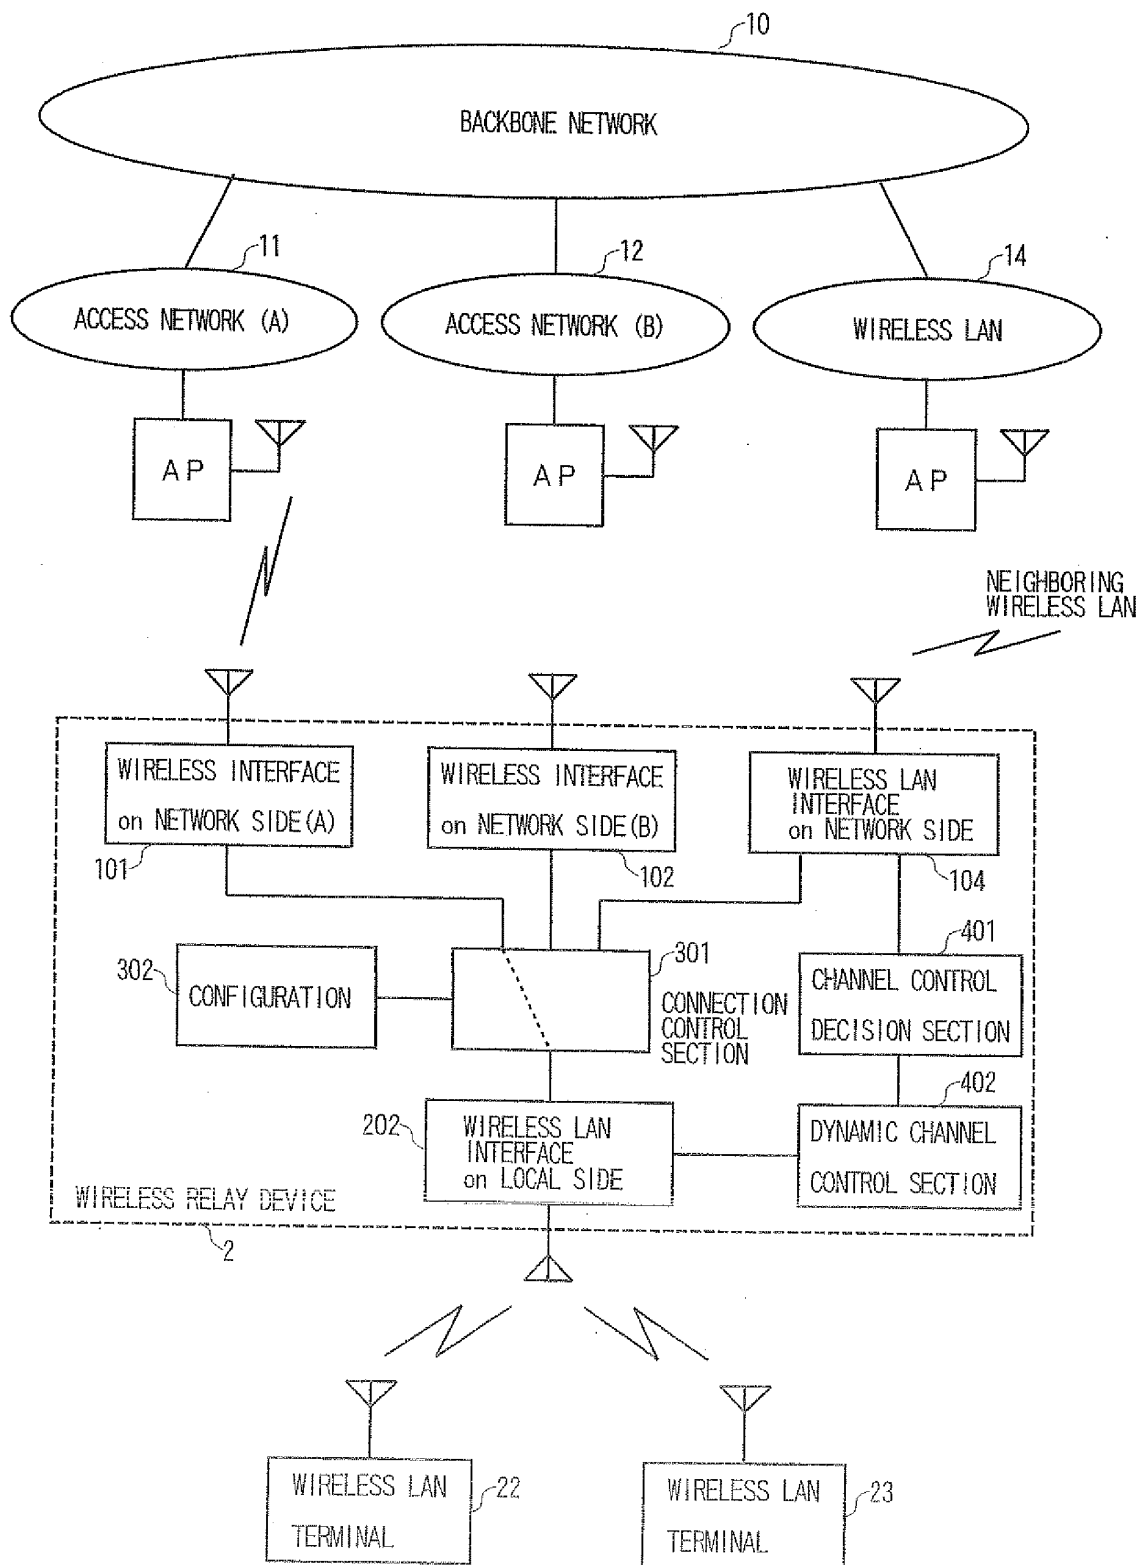 10
BACKBONE NETWORK
11
12
14
ACCESS NETWORK (A)
ACCESS NETWORK (B)
WIRELESS LAN
AP
AP
AP
NEIGHBORING
WIRELESS LAN
WIRELESS INTERFACE
on NETWORK SIDE(A)
WIRELESS INTERFACE
on NETWORK SIDE(B)
WIRELESS LAN
INTERFACE
on NETWORK SIDE
101
102
104
302
CONFIGURATION
301
CONNECTION
CONTROL
SECTION
401
CHANNEL CONTROL
DECISION SECTION
202
WIRELESS LAN
INTERFACE
on LOCAL SIDE
402
DYNAMIC CHANNEL
CONTROL SECTION
WIRELESS RELAY DEVICE
2
WIRELESS LAN
TERMINAL
22
WIRELESS LAN
TERMINAL
23